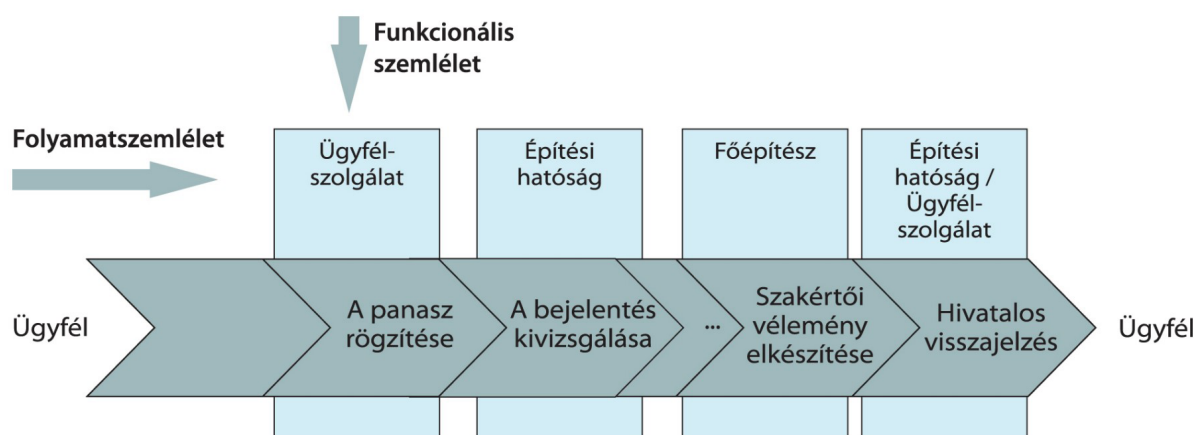 Funkcionális
szemlélet
Folyamatszemlélet
Ügyfél-
szolgálat
Építési
hatóság
Főépítész
Építési
hatóság /
Ügyfél-
szolgálat
Ügyfél
A panasz
rögzítése
A bejelentés
kivizsgálása
...
Szakértői
vélemény
elkészítése
Hivatalos
visszajelzés
Ügyfél